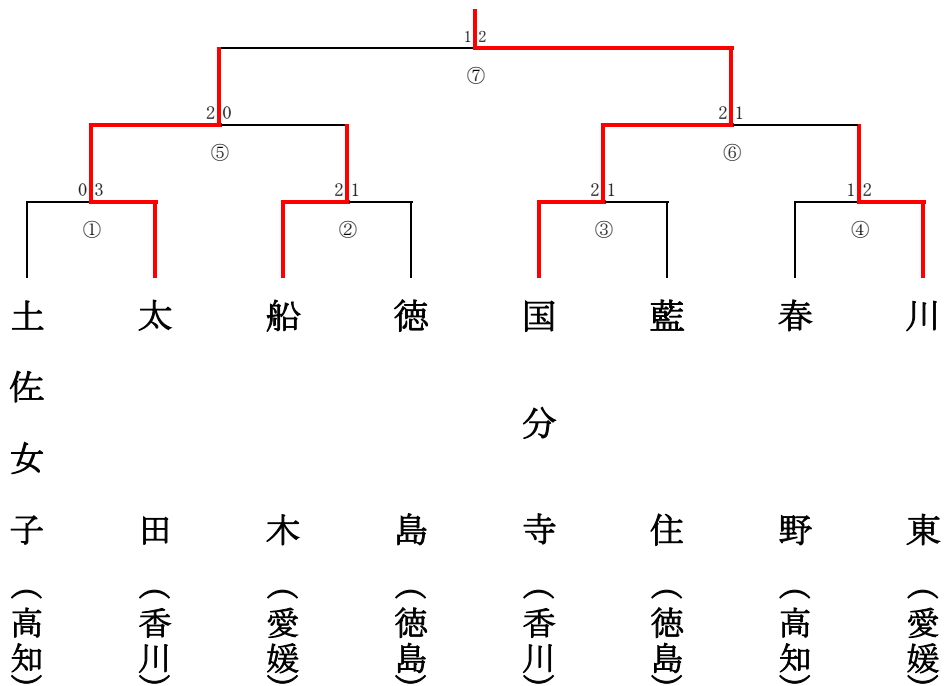 1 2
⑦
2 0
2 1
⑤
⑥
0 3
2 1
2 1
1 2
①
②
③
④
土佐女子(高知)
太田(香川)
船木(愛媛)
徳島(徳島)
国分寺(香川)
藍住(徳島)
春野(高知)
川東(愛媛)